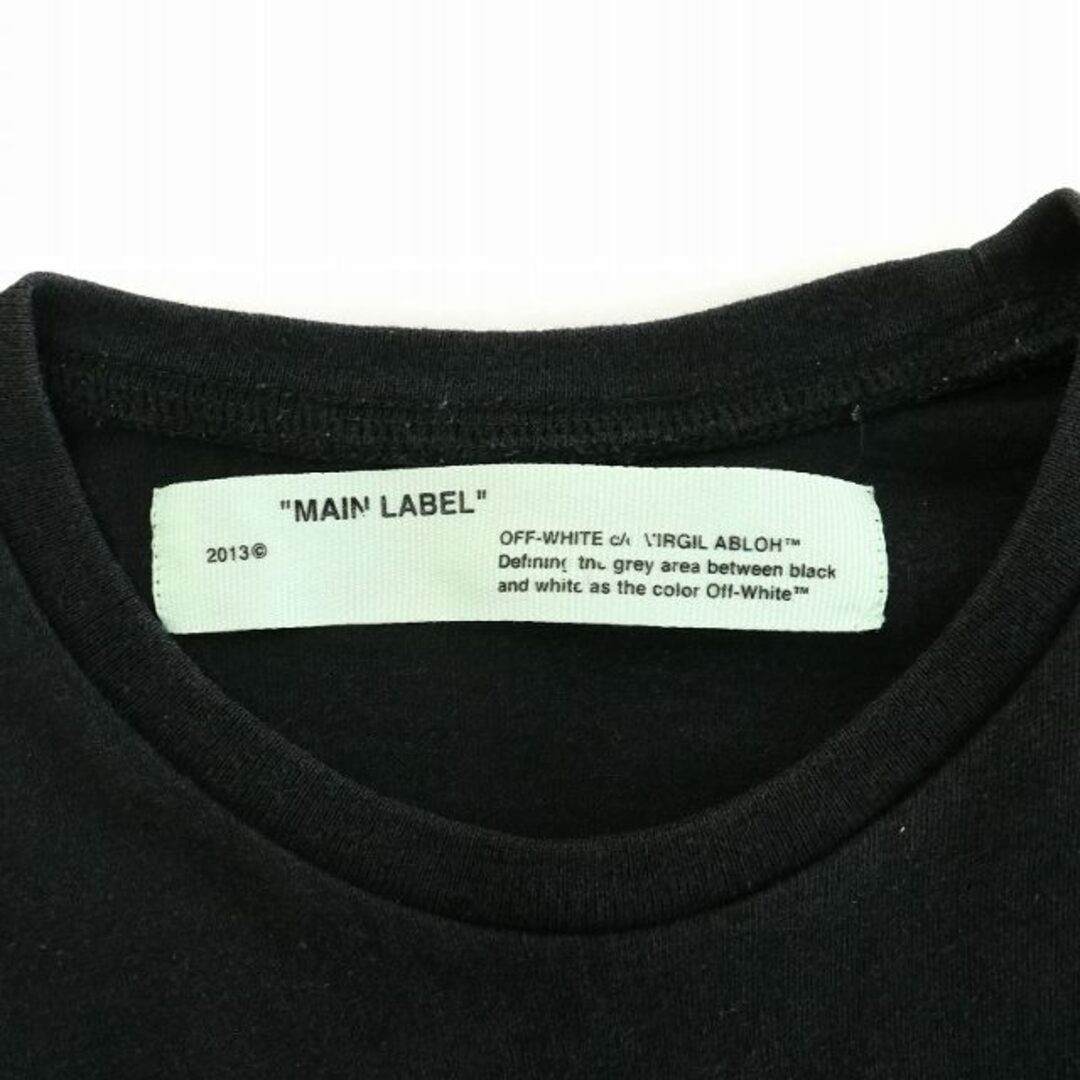 "MAIN LABEL"
2013©
OFF-WHITE c/o VIRGIL ABLOH™
Defining the grey area between black
and white as the color Off-White™